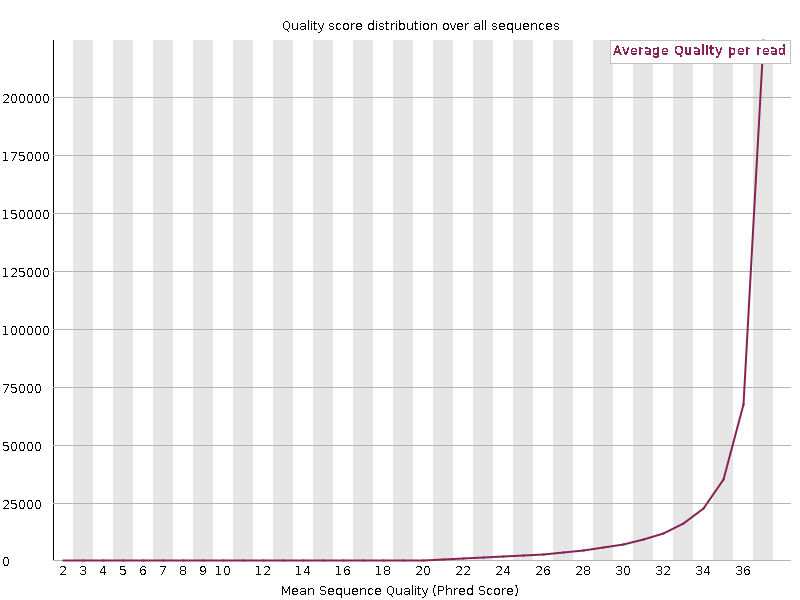 Quality score distribution over all sequences
Average Quality per read
200000
175000
150000
125000
100000
75000
50000
25000
0
2 3 4 5 6 7 8 9 10 12 14 16 18 20 22 24 26 28 30 32 34 36
Mean Sequence Quality (Phred Score)